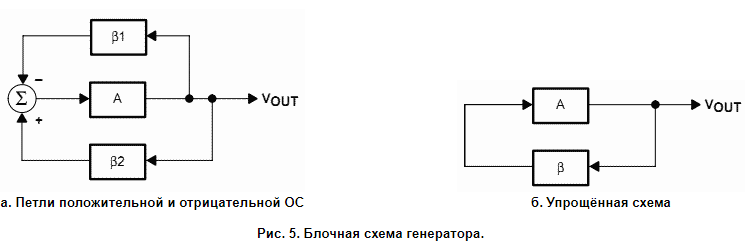 β1
−
Σ
A
VOUT
+
β2
A
VOUT
β
а. Петли положительной и отрицательной ОС
б. Упрощённая схема
Рис. 5. Блочная схема генератора.